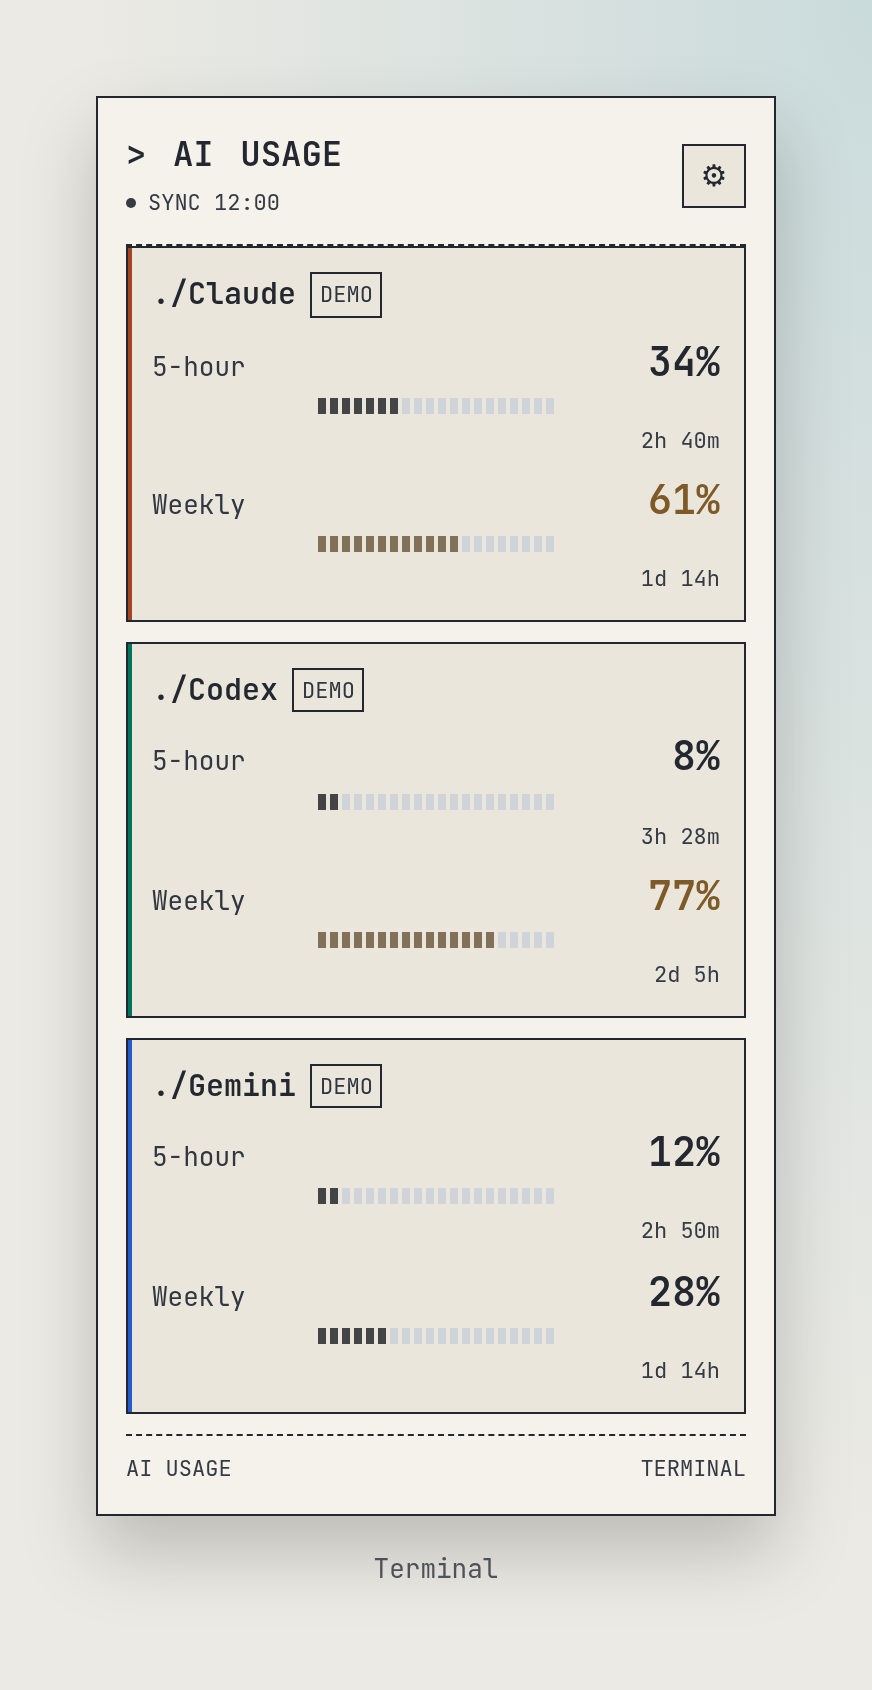 > AI USAGE
SYNC 12:00
./Claude DEMO
5-hour 34%
2h 40m
Weekly 61%
1d 14h
./Codex DEMO
5-hour 8%
3h 28m
Weekly 77%
2d 5h
./Gemini DEMO
5-hour 12%
2h 50m
Weekly 28%
1d 14h
AI USAGE TERMINAL
Terminal